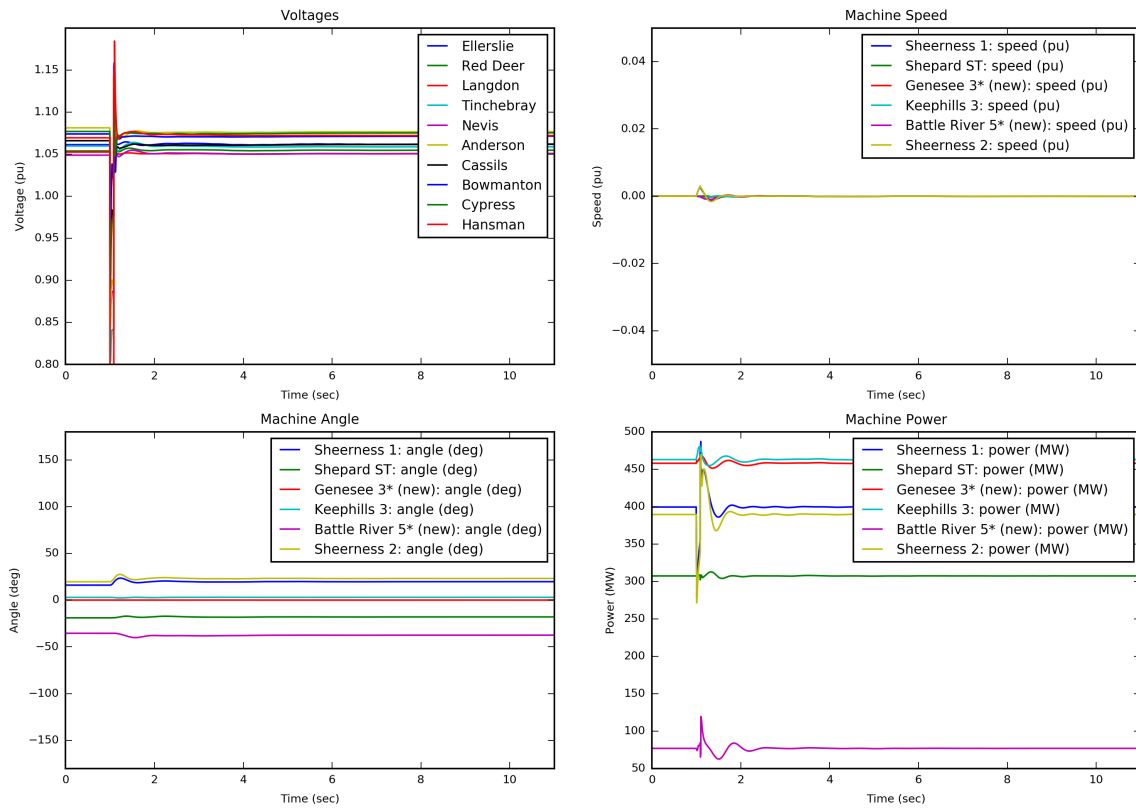 Voltages
Voltage (pu)
1.15
1.10
1.05
1.00
0.95
0.90
0.85
0.80
0 2 4 6 8 10
Time (sec)
Ellerslie
Red Deer
Langdon
Tinchebray
Nevis
Anderson
Cassils
Bowmanton
Cypress
Hansman
Machine Speed
Speed (pu)
0.04
0.02
0.00
−0.02
−0.04
0 2 4 6 8 10
Time (sec)
Sheerness 1: speed (pu)
Shepard ST: speed (pu)
Genesee 3* (new): speed (pu)
Keephills 3: speed (pu)
Battle River 5* (new): speed (pu)
Sheerness 2: speed (pu)
Machine Angle
Angle (deg)
150
100
50
0
−50
−100
−150
0 2 4 6 8 10
Time (sec)
Sheerness 1: angle (deg)
Shepard ST: angle (deg)
Genesee 3* (new): angle (deg)
Keephills 3: angle (deg)
Battle River 5* (new): angle (deg)
Sheerness 2: angle (deg)
Machine Power
Power (MW)
500
450
400
350
300
250
200
150
100
50
0 2 4 6 8 10
Time (sec)
Sheerness 1: power (MW)
Shepard ST: power (MW)
Genesee 3* (new): power (MW)
Keephills 3: power (MW)
Battle River 5* (new): power (MW)
Sheerness 2: power (MW)